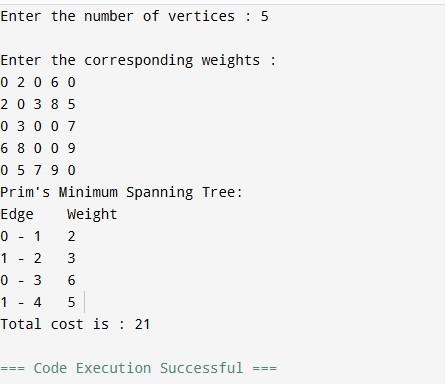 Enter the number of vertices : 5
Enter the corresponding weights :
0 2 0 6 0
2 0 3 8 5
0 3 0 0 7
6 8 0 0 9
0 5 7 9 0
Prim's Minimum Spanning Tree:
Edge    Weight
0 - 1   2
1 - 2   3
0 - 3   6
1 - 4   5
Total cost is : 21
=== Code Execution Successful ===